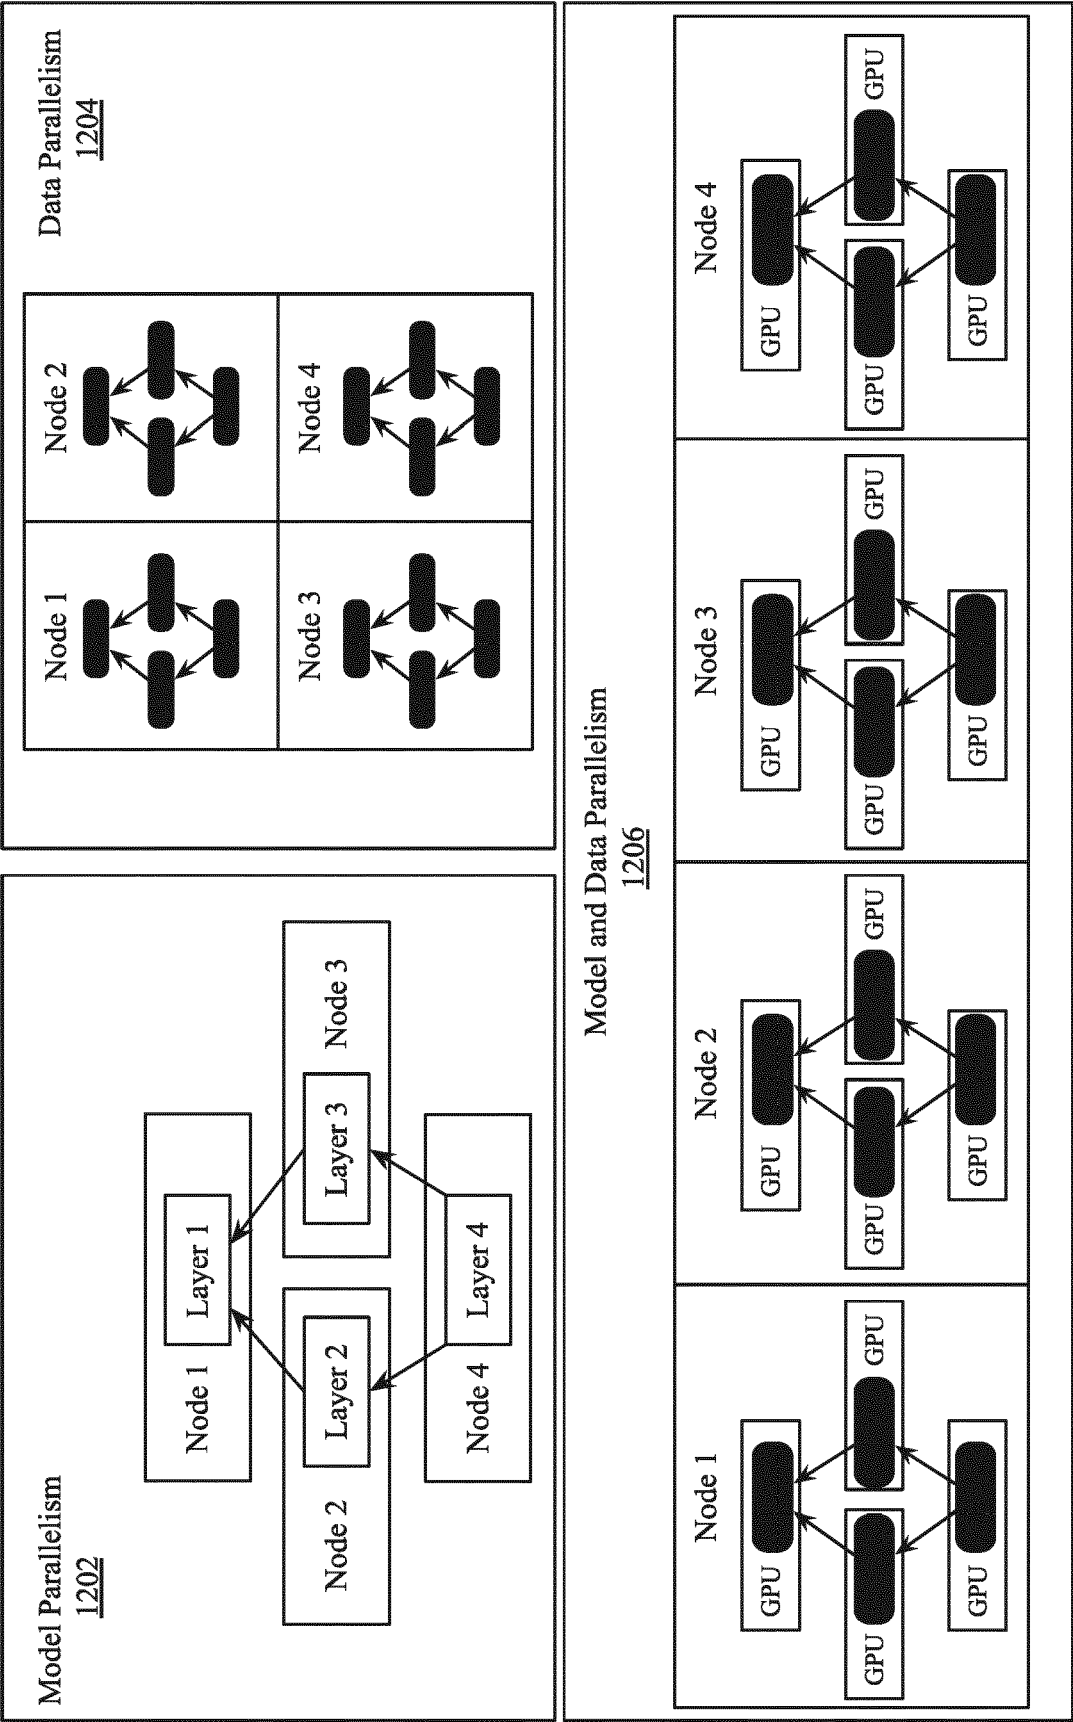 Model Parallelism
1202
Node 1
Layer 1
Node 2
Layer 2
Layer 3
Node 3
Node 4
Layer 4
Data Parallelism
1204
Node 1
Node 2
Node 3
Node 4
Model and Data Parallelism
1206
Node 1
GPU
GPU
GPU
GPU
Node 2
GPU
GPU
GPU
GPU
Node 3
GPU
GPU
GPU
GPU
Node 4
GPU
GPU
GPU
GPU